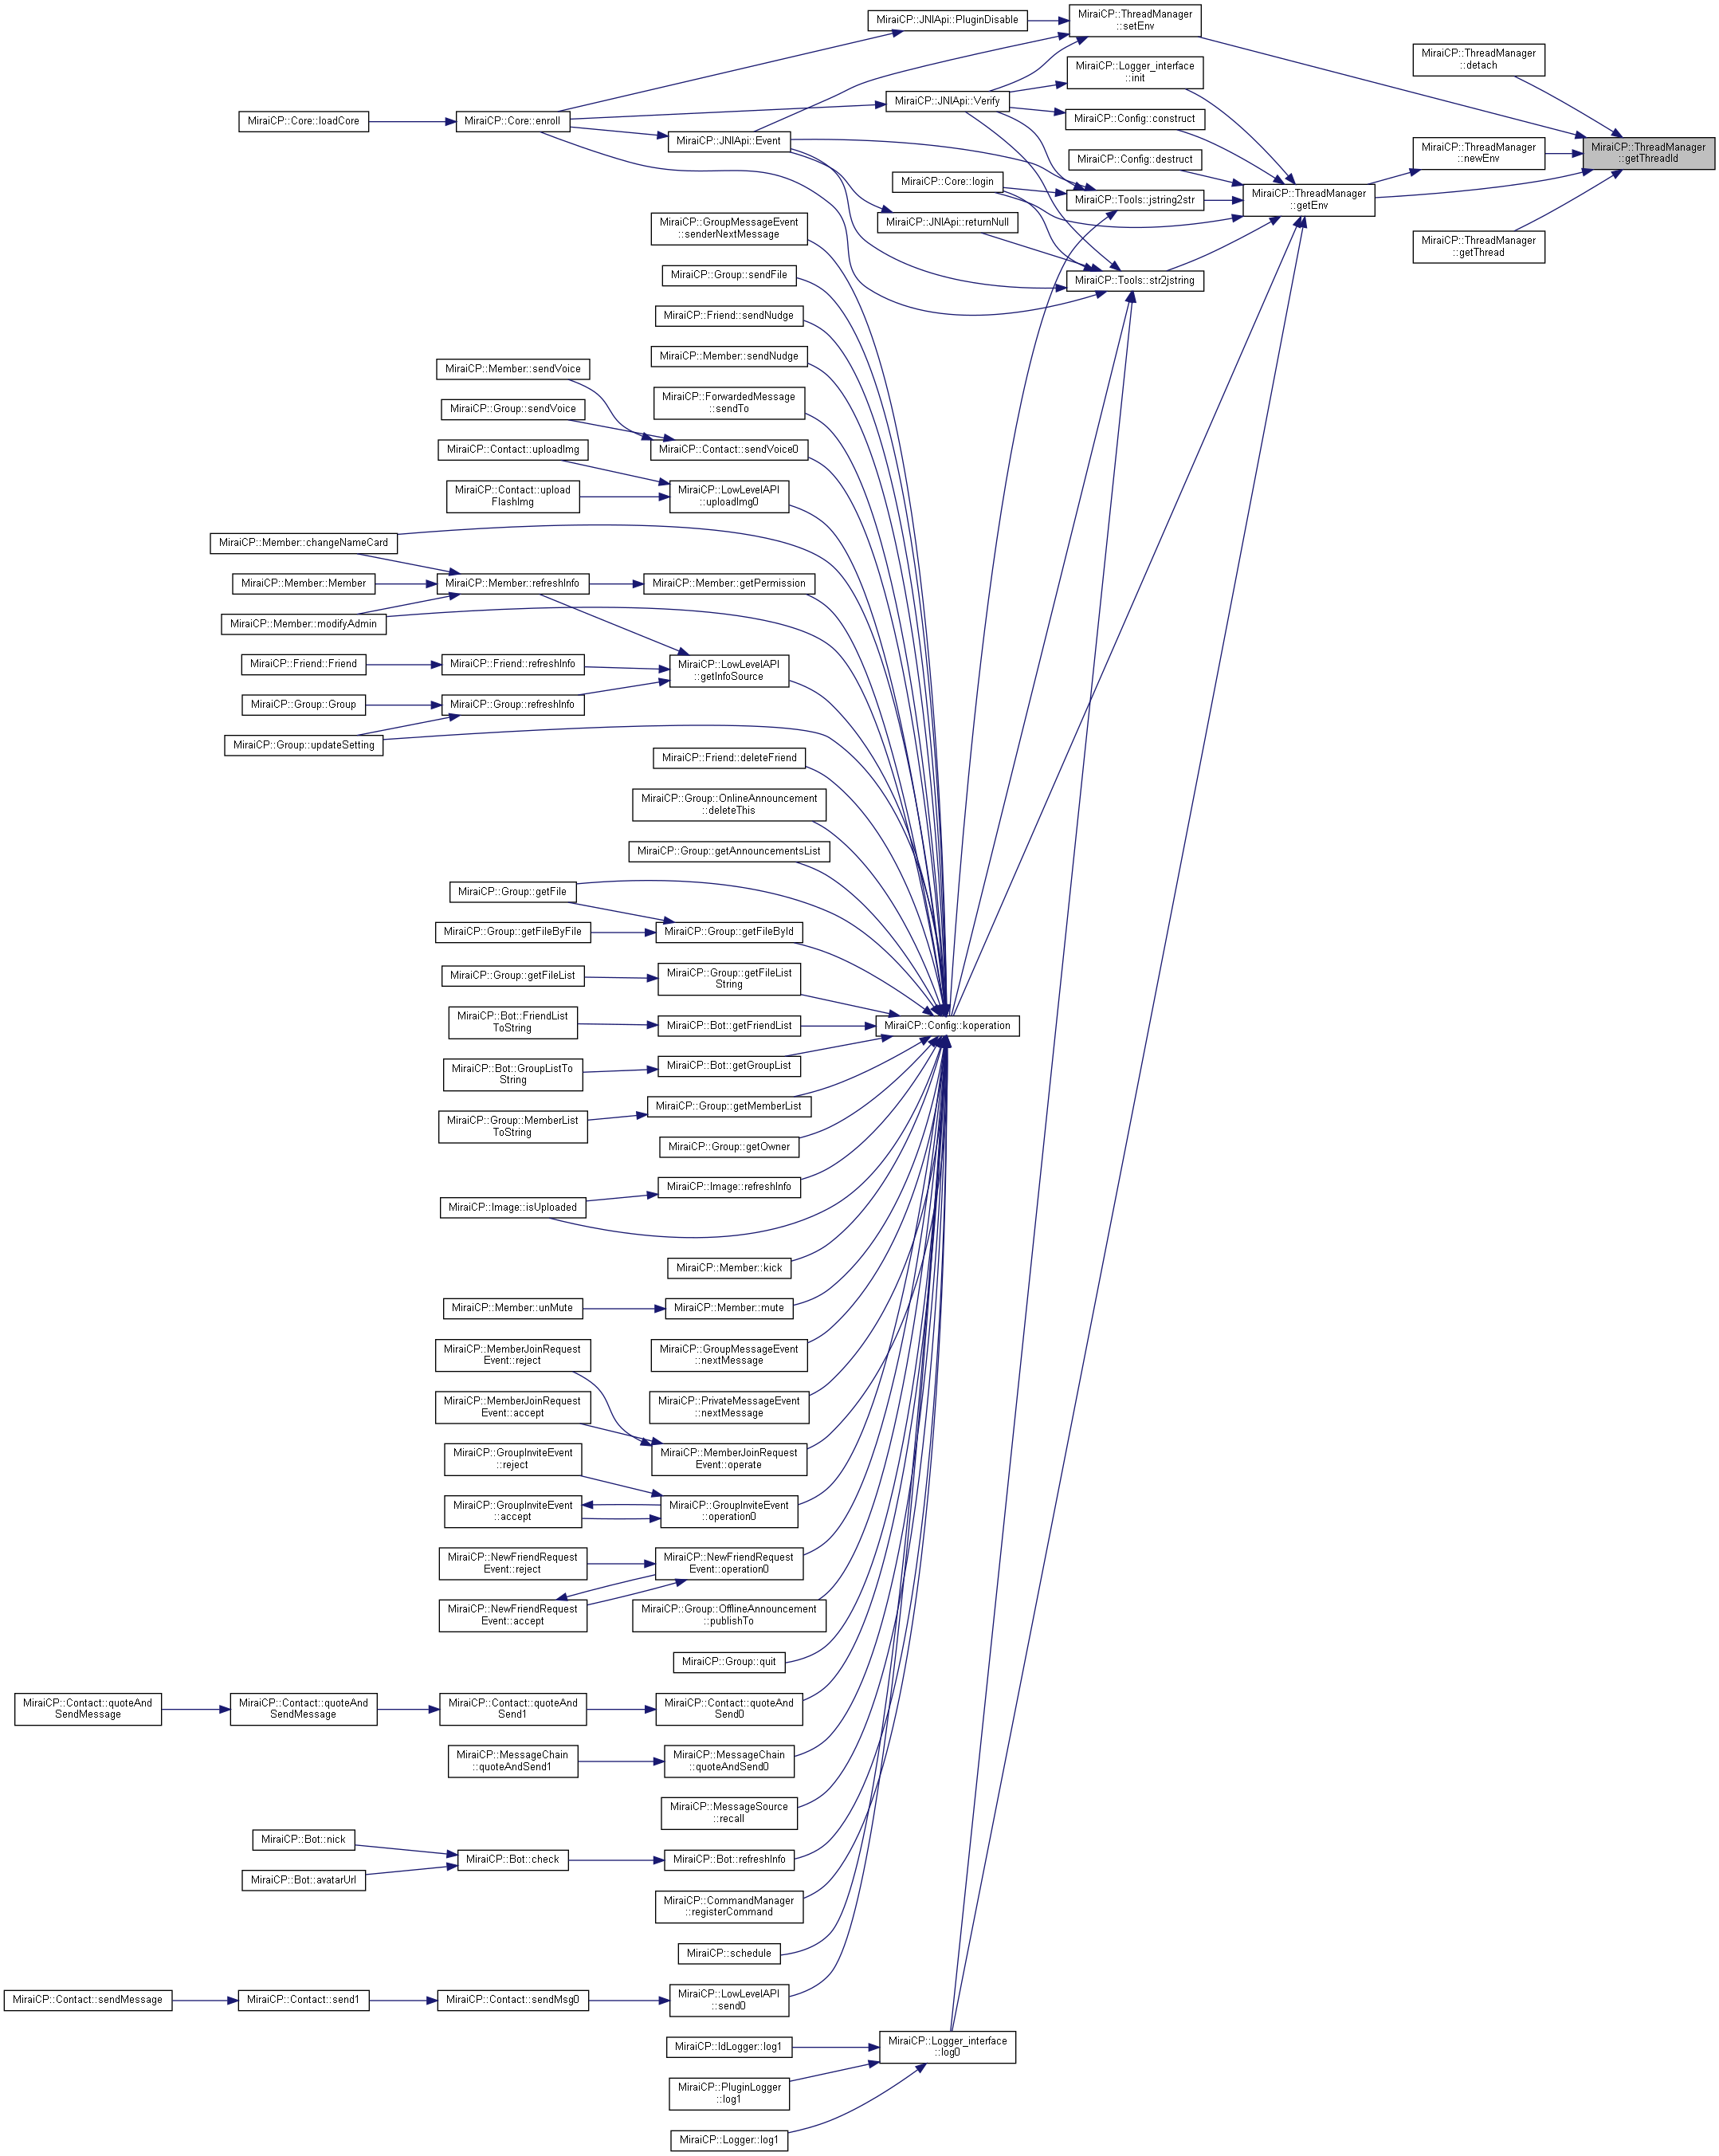 MiraiCP::JNIApi::PluginDisable
MiraiCP::ThreadManager
::setEnv
MiraiCP::ThreadManager
::detach
MiraiCP::Logger_interface
::init
MiraiCP::JNIApi::Verify
MiraiCP::Core::loadCore
MiraiCP::Core::enroll
MiraiCP::Config::construct
MiraiCP::JNIApi::Event
MiraiCP::ThreadManager
::newEnv
MiraiCP::ThreadManager
::getThreadId
MiraiCP::Config::destruct
MiraiCP::Core::login
MiraiCP::Tools::jstring2str
MiraiCP::ThreadManager
::getEnv
MiraiCP::GroupMessageEvent
::senderNextMessage
MiraiCP::JNIApi::returnNull
MiraiCP::ThreadManager
::getThread
MiraiCP::Group::sendFile
MiraiCP::Tools::str2jstring
MiraiCP::Friend::sendNudge
MiraiCP::Member::sendNudge
MiraiCP::Member::sendVoice
MiraiCP::ForwardedMessage
::sendTo
MiraiCP::Group::sendVoice
MiraiCP::Contact::sendVoice0
MiraiCP::Contact::uploadImg
MiraiCP::Contact::upload
FlashImg
MiraiCP::LowLevelAPI
::uploadImg0
MiraiCP::Member::changeNameCard
MiraiCP::Member::Member
MiraiCP::Member::refreshInfo
MiraiCP::Member::getPermission
MiraiCP::Member::modifyAdmin
MiraiCP::Friend::Friend
MiraiCP::Friend::refreshInfo
MiraiCP::LowLevelAPI
::getInfoSource
MiraiCP::Group::Group
MiraiCP::Group::refreshInfo
MiraiCP::Group::updateSetting
MiraiCP::Friend::deleteFriend
MiraiCP::Group::OnlineAnnouncement
::deleteThis
MiraiCP::Group::getAnnouncementsList
MiraiCP::Group::getFile
MiraiCP::Group::getFileByFile
MiraiCP::Group::getFileById
MiraiCP::Group::getFileList
MiraiCP::Group::getFileList
String
MiraiCP::Bot::FriendList
ToString
MiraiCP::Bot::getFriendList
MiraiCP::Config::koperation
MiraiCP::Bot::GroupListTo
String
MiraiCP::Bot::getGroupList
MiraiCP::Group::MemberList
ToString
MiraiCP::Group::getMemberList
MiraiCP::Group::getOwner
MiraiCP::Image::refreshInfo
MiraiCP::Image::isUploaded
MiraiCP::Member::kick
MiraiCP::Member::unMute
MiraiCP::Member::mute
MiraiCP::MemberJoinRequest
Event::reject
MiraiCP::GroupMessageEvent
::nextMessage
MiraiCP::MemberJoinRequest
Event::accept
MiraiCP::PrivateMessageEvent
::nextMessage
MiraiCP::GroupInviteEvent
::reject
MiraiCP::MemberJoinRequest
Event::operate
MiraiCP::GroupInviteEvent
::accept
MiraiCP::GroupInviteEvent
::operation0
MiraiCP::NewFriendRequest
Event::reject
MiraiCP::NewFriendRequest
Event::operation0
MiraiCP::NewFriendRequest
Event::accept
MiraiCP::Group::OfflineAnnouncement
::publishTo
MiraiCP::Group::quit
MiraiCP::Contact::quoteAnd
SendMessage
MiraiCP::Contact::quoteAnd
SendMessage
MiraiCP::Contact::quoteAnd
Send1
MiraiCP::Contact::quoteAnd
Send0
MiraiCP::MessageChain
::quoteAndSend1
MiraiCP::MessageChain
::quoteAndSend0
MiraiCP::MessageSource
::recall
MiraiCP::Bot::nick
MiraiCP::Bot::check
MiraiCP::Bot::refreshInfo
MiraiCP::Bot::avatarUrl
MiraiCP::CommandManager
::registerCommand
MiraiCP::schedule
MiraiCP::Contact::sendMessage
MiraiCP::Contact::send1
MiraiCP::Contact::sendMsg0
MiraiCP::LowLevelAPI
::send0
MiraiCP::IdLogger::log1
MiraiCP::Logger_interface
::log0
MiraiCP::PluginLogger
::log1
MiraiCP::Logger::log1